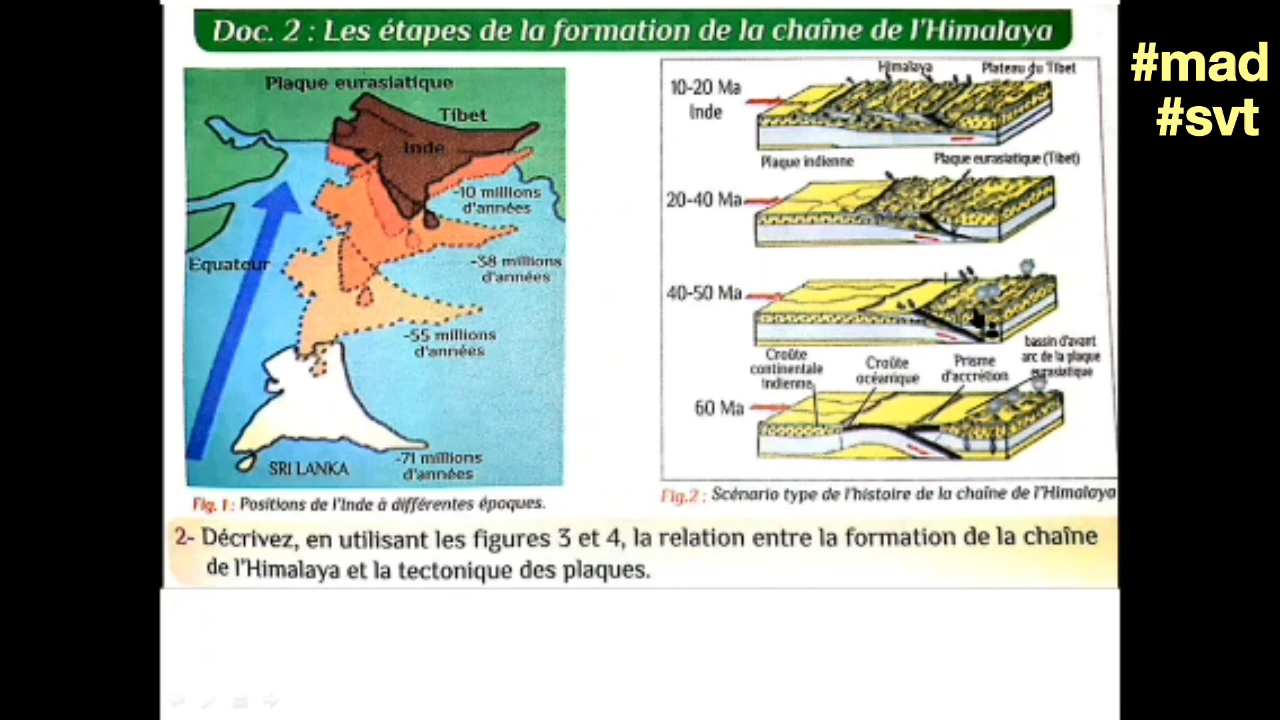 Doc. 2 : Les étapes de la formation de la chaîne de l'Himalaya
#mad
#svt
Plaque eurasiatique
Tibet
Inde
-10 millions
d'années
Equateur
-38 millions
d'années
-55 millions
d'années
-71 millions
d'années
SRI LANKA
Fig. 1 : Positions de l'Inde à différentes époques.
Himalaya
Plateau du Tibet
10-20 Ma
Inde
Plaque indienne
Plaque eurasiatique (Tibet)
20-40 Ma
40-50 Ma
Croûte
continentale
Indienne
Croûte
océanique
Prisme
d'accrétion
bassin d'avant
arc de la plaque
eurasiatique
60 Ma
Fig.2 : Scénario type de l'histoire de la chaîne de l'Himalaya
2- Décrivez, en utilisant les figures 3 et 4, la relation entre la formation de la chaîne
de l'Himalaya et la tectonique des plaques.